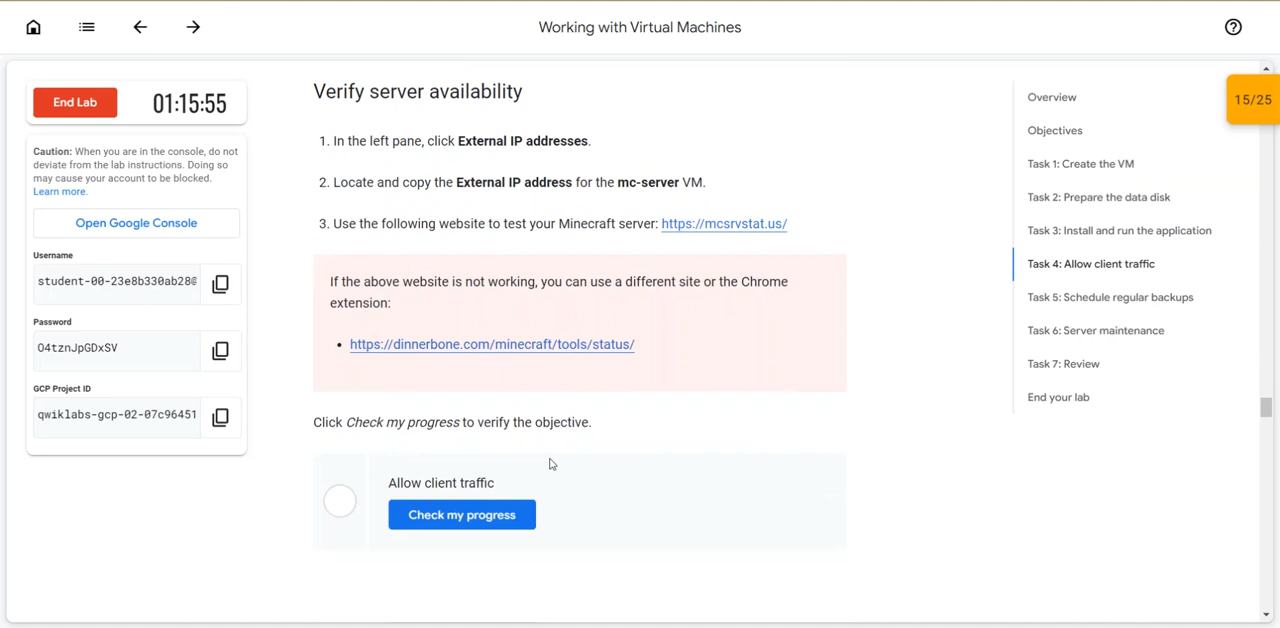 Working with Virtual Machines
End Lab
01:15:55
Caution: When you are in the console, do not
deviate from the lab instructions. Doing so
may cause your account to be blocked.
Learn more.
Open Google Console
Username
student-00-23e8b330ab28@
Password
O4tznJpGDxSV
GCP Project ID
qwiklabs-gcp-02-07c96451
Verify server availability
1. In the left pane, click External IP addresses.
2. Locate and copy the External IP address for the mc-server VM.
3. Use the following website to test your Minecraft server: https://mcsrvstat.us/
If the above website is not working, you can use a different site or the Chrome
extension:
• https://dinnerbone.com/minecraft/tools/status/
Click Check my progress to verify the objective.
Allow client traffic
Check my progress
Overview
Objectives
Task 1: Create the VM
Task 2: Prepare the data disk
Task 3: Install and run the application
Task 4: Allow client traffic
Task 5: Schedule regular backups
Task 6: Server maintenance
Task 7: Review
End your lab
15/25